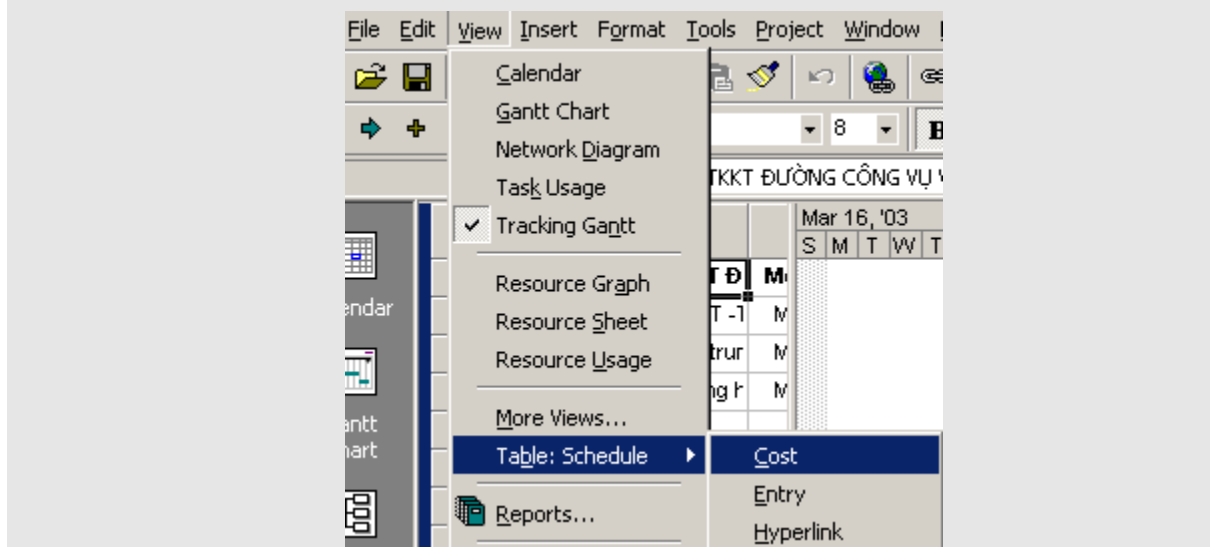 File Edit View Insert Format Tools Project Window
Calendar
Gantt Chart
8 B
Network Diagram
TKKT ĐƯỜNG CÔNG VỤ
Task Usage
Mar 16, '03
Tracking Gantt
S M T W T
Resource Graph
Resource Sheet
Resource Usage
More Views...
Table: Schedule
Cost
Entry
Reports...
Hyperlink